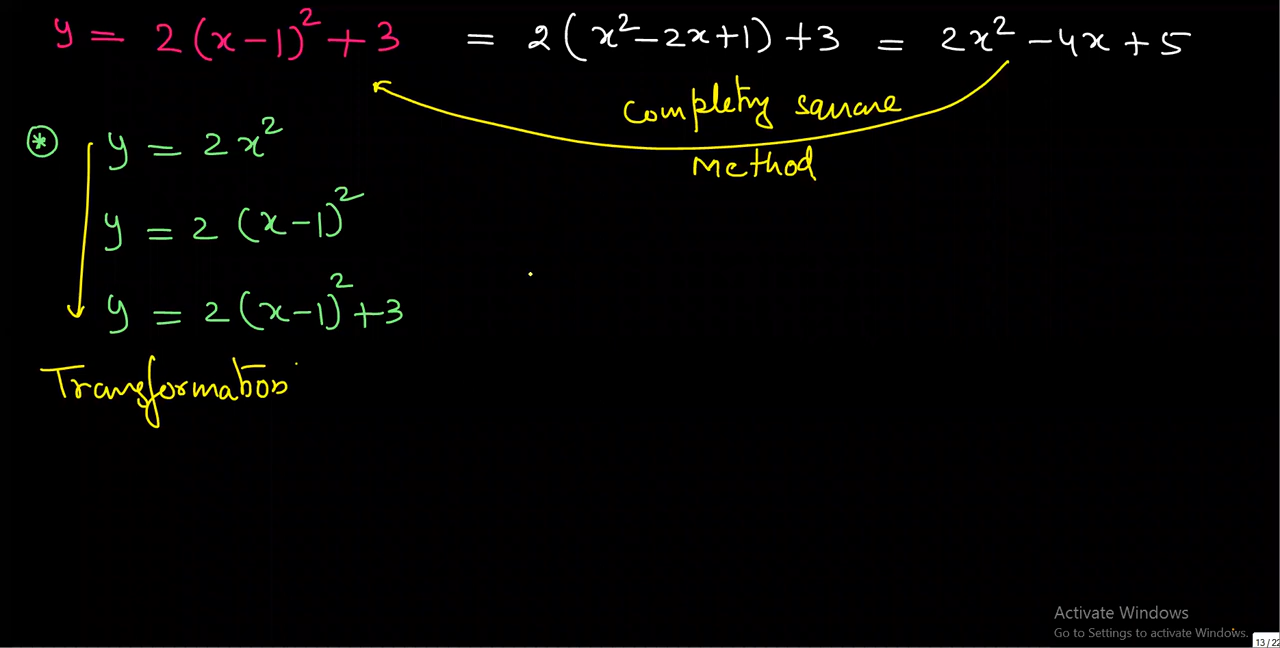 y = 2(x-1)² + 3 = 2(x²-2x+1) + 3 = 2x² - 4x + 5
Completry square
Method
⊛ y = 2x²
y = 2(x-1)²
y = 2(x-1)² + 3
Transformation
Activate Windows
Go to Settings to activate Windows.
13 / 22